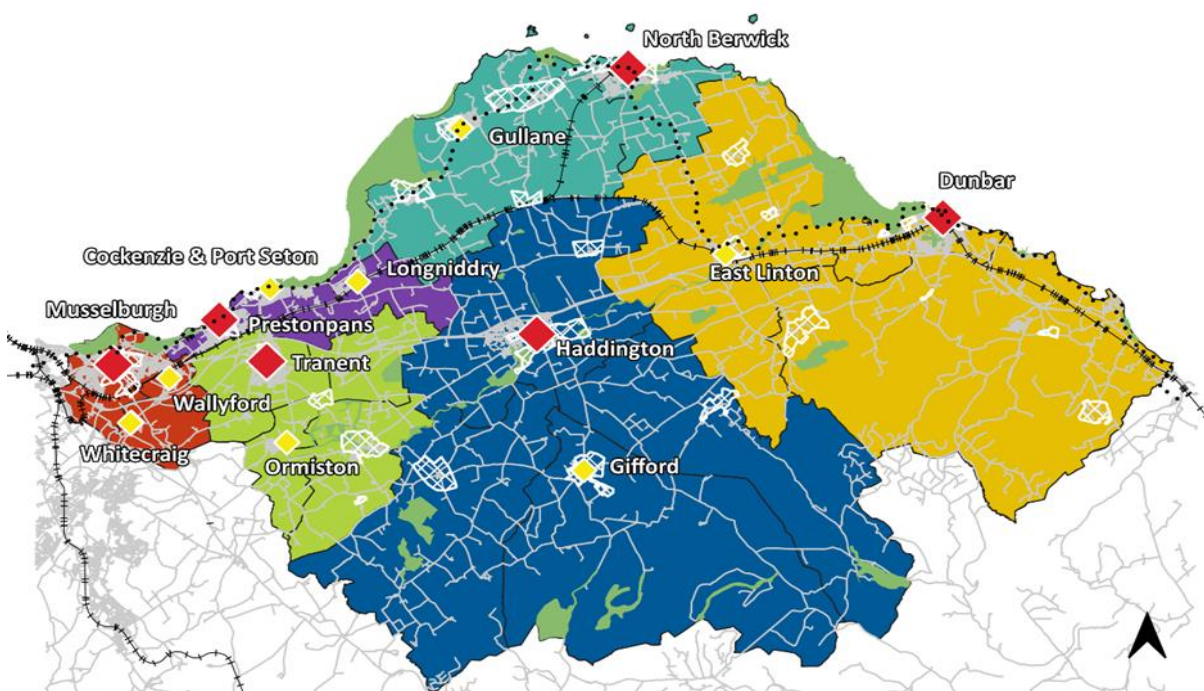 North Berwick
Gullane
Dunbar
Cockenzie & Port Seton
Longniddry
East Linton
Musselburgh
Prestonpans
Haddington
Tranent
Wallyford
Whitecraig
Ormiston
Gifford